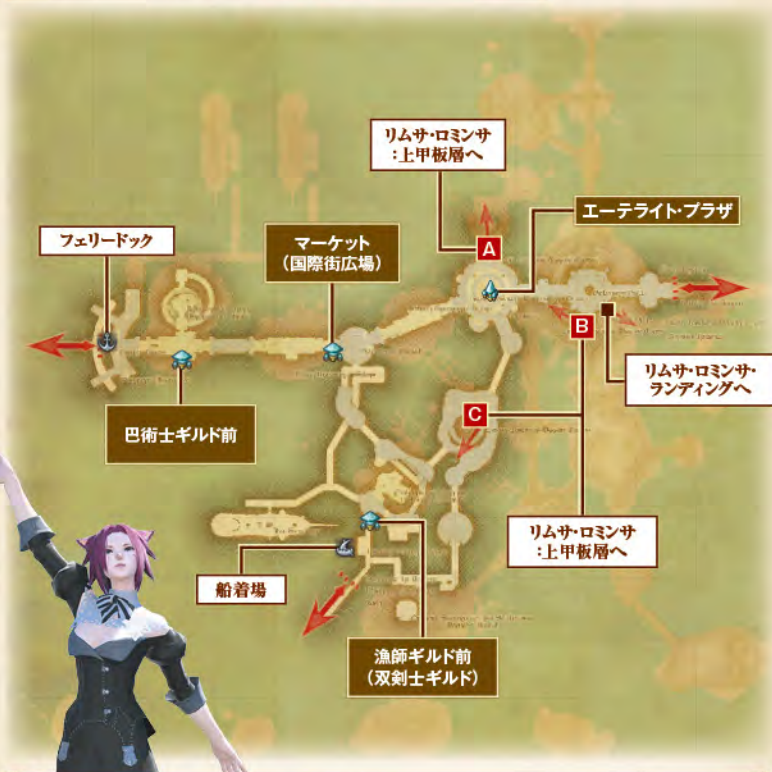 リムサ・ロミンサ
:上甲板層へ
A
エーテライト・プラザ
フェリードック
マーケット
(国際街広場)
B
リムサ・ロミンサ・
ランディングへ
C
巴術士ギルド前
リムサ・ロミンサ
:上甲板層へ
船着場
漁師ギルド前
(双剣士ギルド)